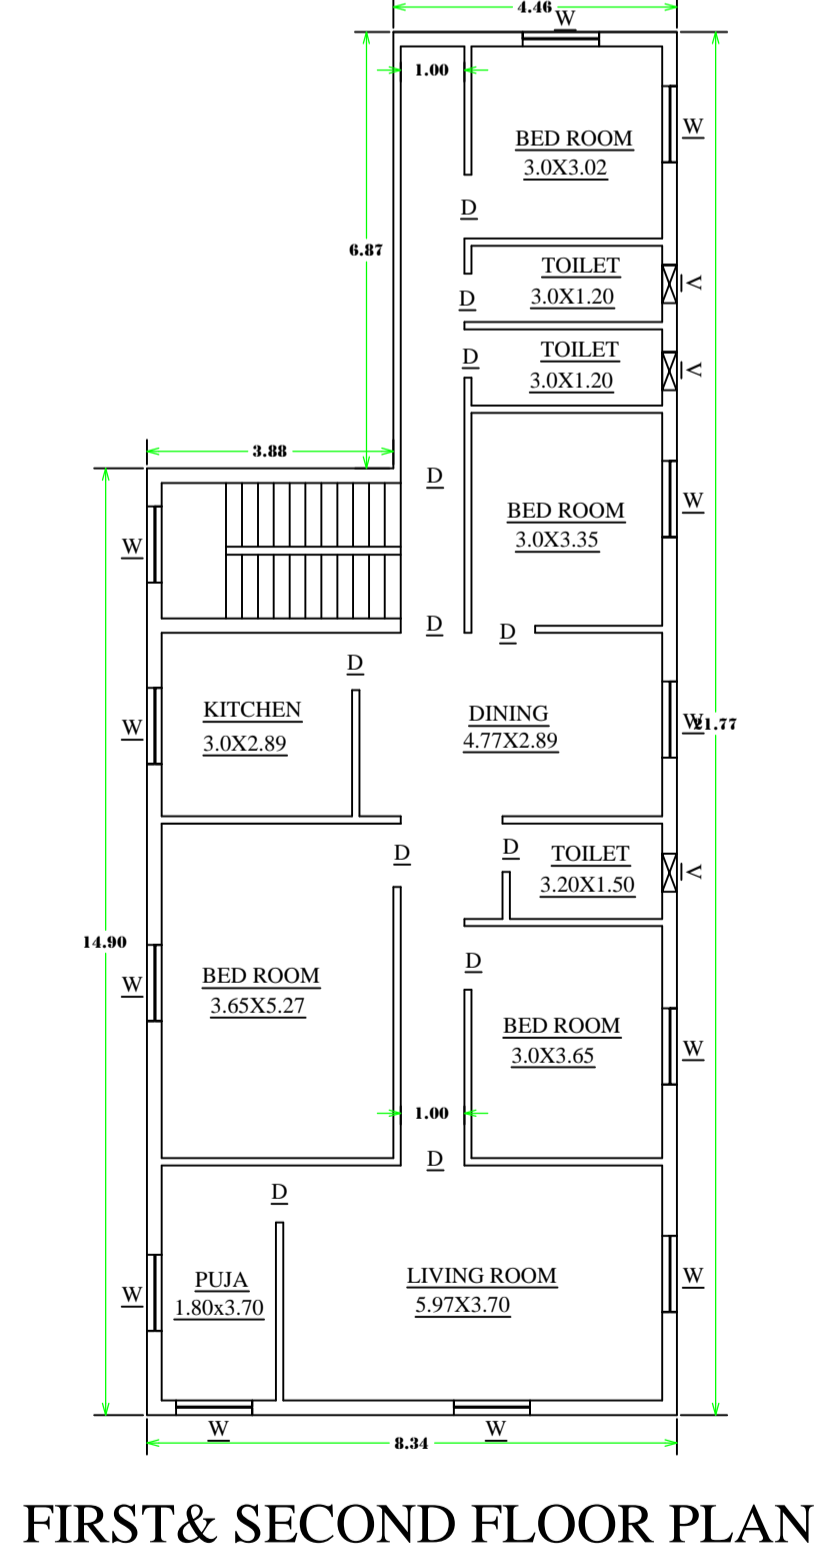 4.46
W
1.00
W
BED ROOM
3.0X3.02
D
6.87
TOILET
3.0X1.20
V
D
TOILET
3.0X1.20
D
V
3.88
D
W
BED ROOM
3.0X3.35
W
D
D
D
KITCHEN
3.0X2.89
W
DINING
4.77X2.89
W
21.77
D
D
TOILET
3.20X1.50
V
14.90
D
BED ROOM
3.65X5.27
W
BED ROOM
3.0X3.65
W
1.00
D
D
PUJA
1.80x3.70
W
LIVING ROOM
5.97X3.70
W
W
W
8.34
FIRST& SECOND FLOOR PLAN